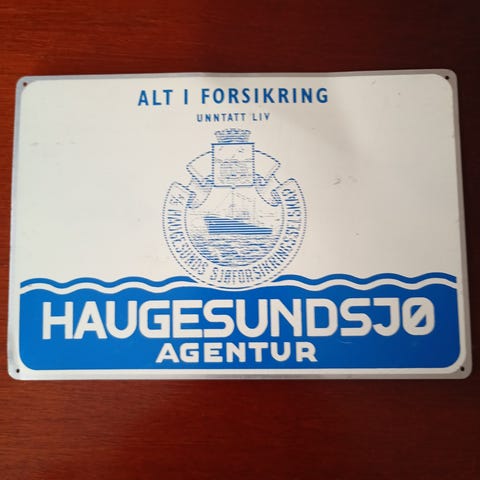 ALT I FORSIKRING
UNNTATT LIV
A/S HAUGESUNDS SJØFORSIKRINGSSELSKAP
HAUGESUNDSJØ
AGENTUR